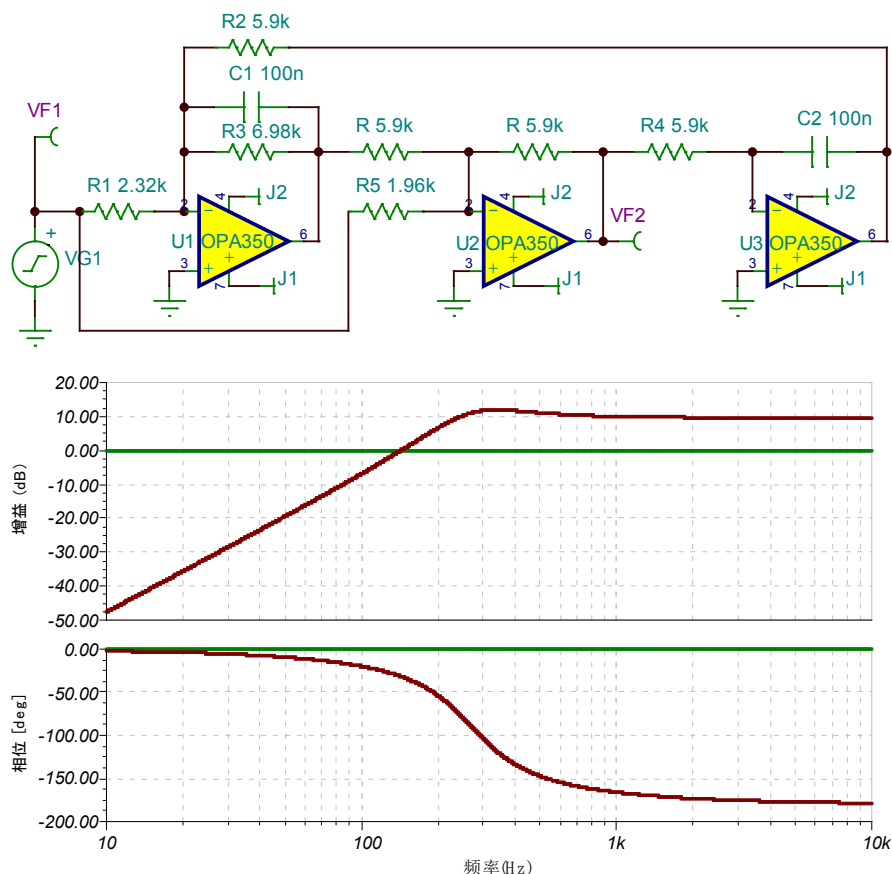 R2 5.9k
C1 100n
VF1
R3 6.98k
R 5.9k
R 5.9k
R4 5.9k
C2 100n
VF2
R1 2.32k
R5 1.96k
J2
J2
J2
2
4
2
4
2
4
+
VG1
U1
OPA350
6
U2
OPA350
6
U3
OPA350
6
3
7
J1
3
7
J1
3
7
J1
20.00
10.00
0.00
-10.00
-20.00
-30.00
-40.00
-50.00
增益 (dB)
0.00
-50.00
-100.00
-150.00
-200.00
相位 [deg]
10
100
1k
10k
频率(Hz)